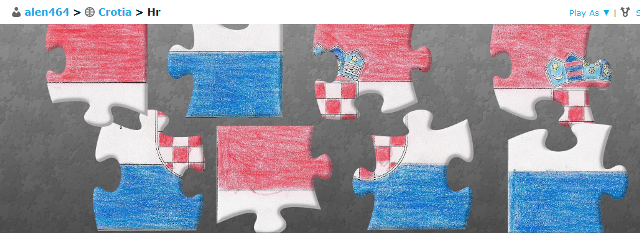 alen464 > Crotia > Hr
Play As ▼ |